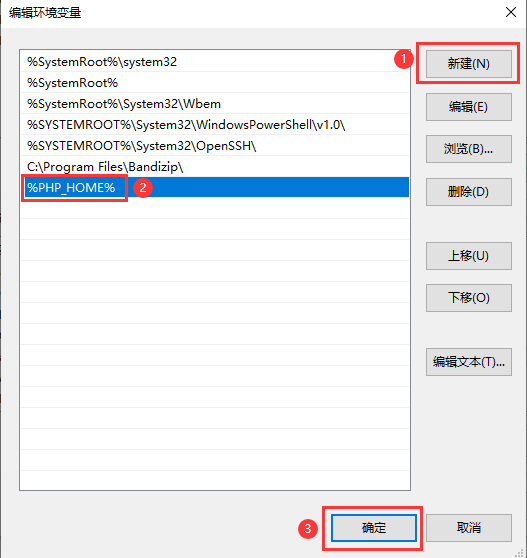 编辑环境变量
%SystemRoot%\system32
%SystemRoot%
%SystemRoot%\System32\Wbem
%SYSTEMROOT%\System32\WindowsPowerShell\v1.0\
%SYSTEMROOT%\System32\OpenSSH\
C:\Program Files\Bandizip\
%PHP_HOME%
2
1
新建(N)
编辑(E)
浏览(B)...
删除(D)
上移(U)
下移(O)
编辑文本(T)...
3
确定
取消